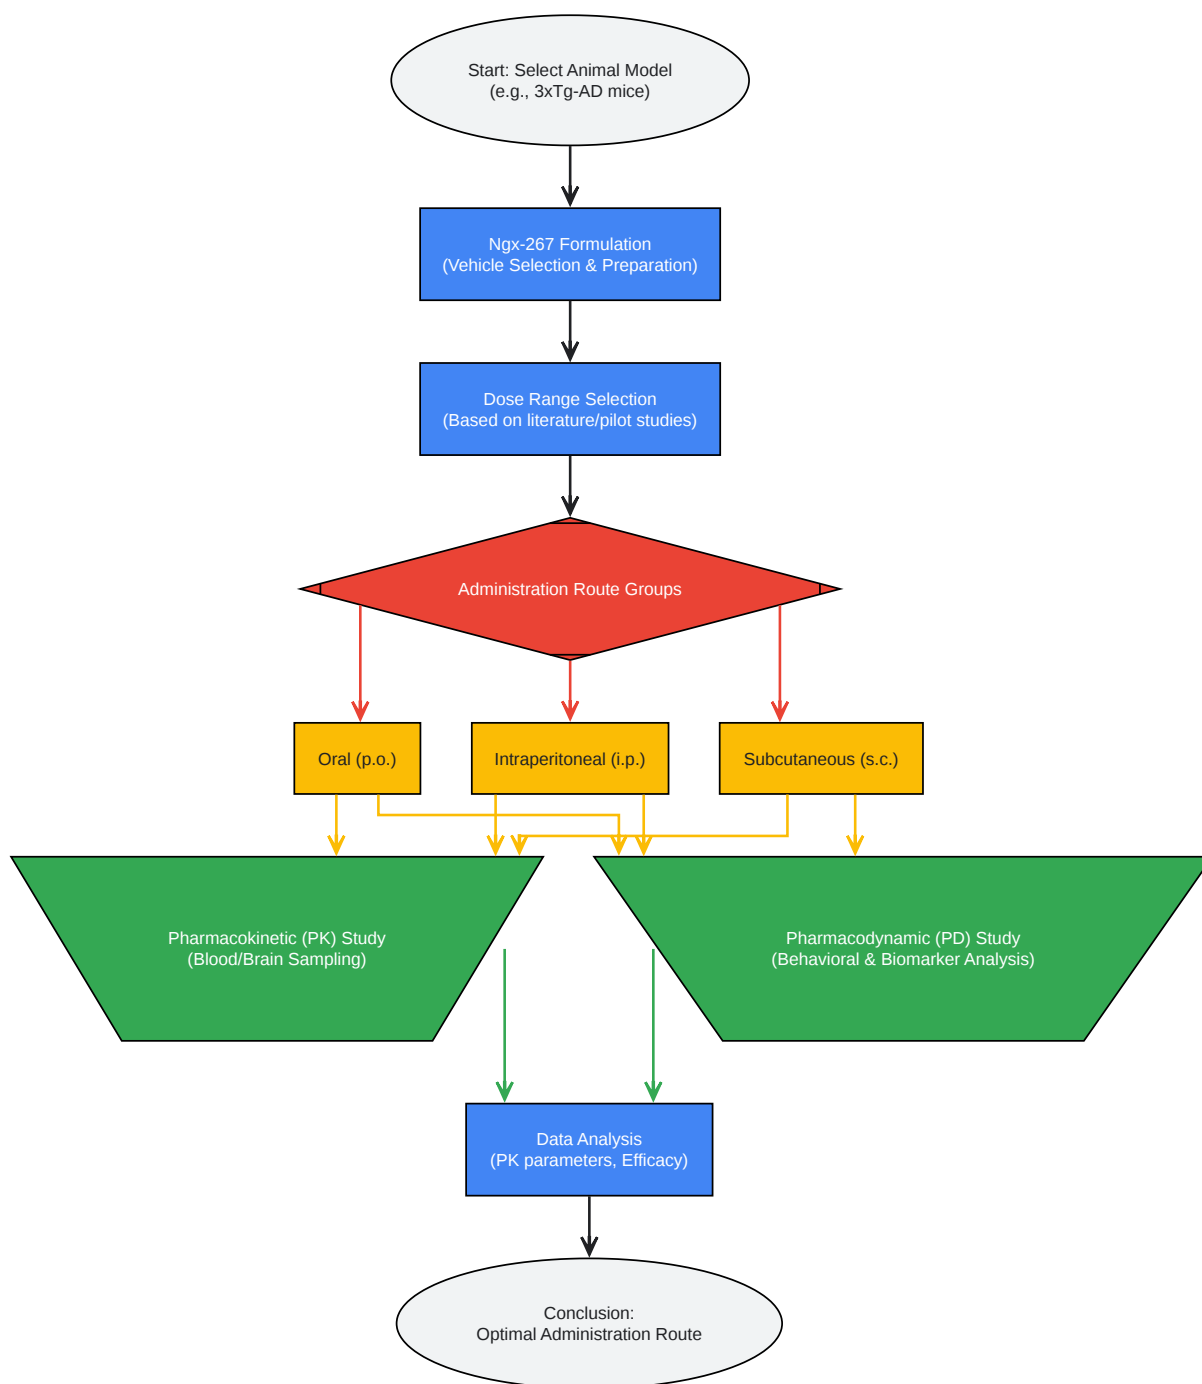 Start: Select Animal Model
(e.g., 3xTg-AD mice)
Ngx-267 Formulation
(Vehicle Selection & Preparation)
Dose Range Selection
(Based on literature/pilot studies)
Administration Route Groups
Oral (p.o.)
Intraperitoneal (i.p.)
Subcutaneous (s.c.)
Pharmacokinetic (PK) Study
(Blood/Brain Sampling)
Pharmacodynamic (PD) Study
(Behavioral & Biomarker Analysis)
Data Analysis
(PK parameters, Efficacy)
Conclusion:
Optimal Administration Route